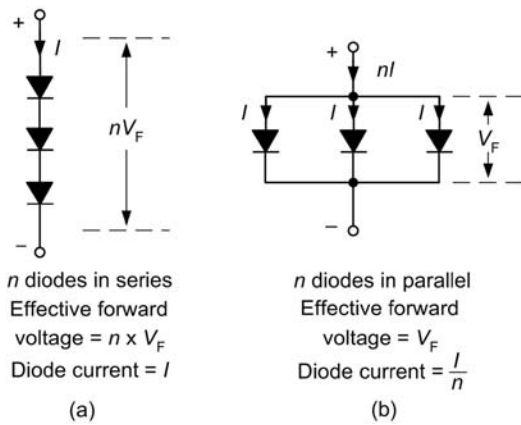 +
I
nV_F
−
n diodes in series
Effective forward
voltage = n x V_F
Diode current = I
(a)
+
nI
I I I
V_F
−
n diodes in parallel
Effective forward
voltage = V_F
Diode current = I/n
(b)